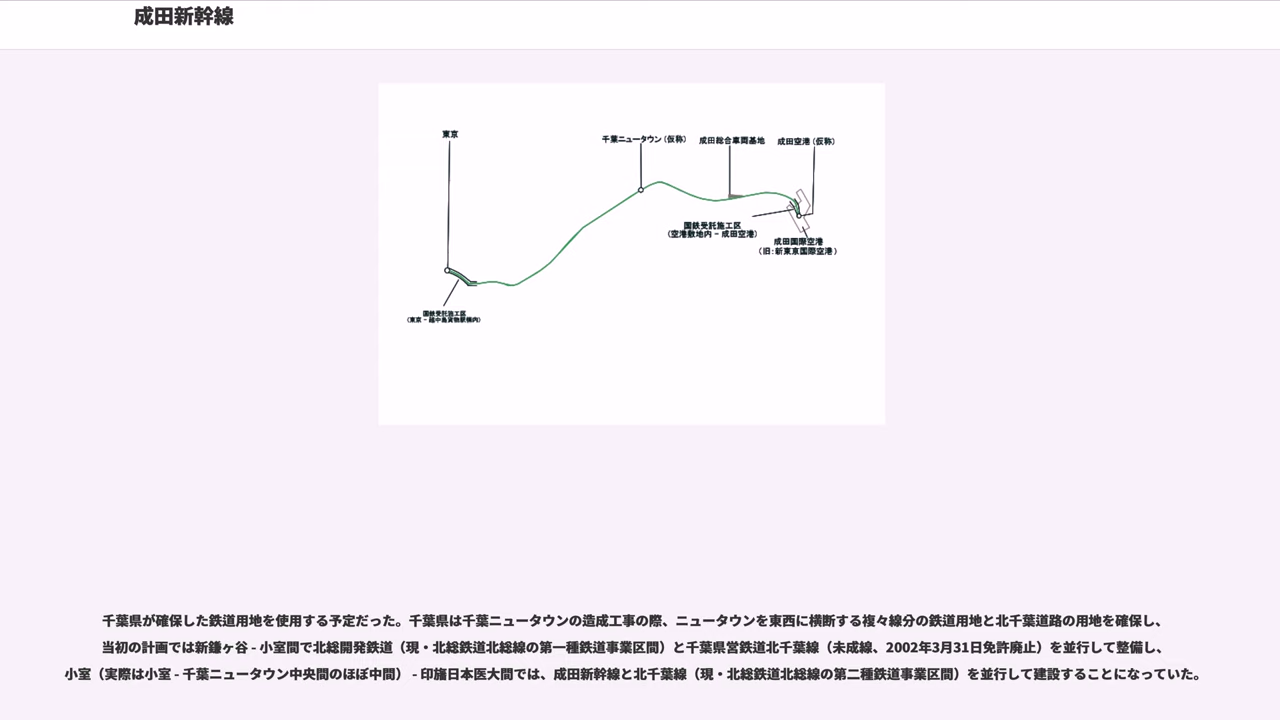 成田新幹線
東京
千葉ニュータウン(仮称)
成田総合車両基地
成田空港(仮称)
国鉄受託施工区
(空港敷地内 - 成田空港)
成田国際空港
(旧:新東京国際空港)
国鉄受託施工区
(東京 - 越中島貨物駅構内)
千葉県が確保した鉄道用地を使用する予定だった。千葉県は千葉ニュータウンの造成工事の際、ニュータウンを東西に横断する複々線分の鉄道用地と北千葉道路の用地を確保し、
当初の計画では新鎌ヶ谷 - 小室間で北総開発鉄道（現・北総鉄道北総線の第一種鉄道事業区間）と千葉県営鉄道北千葉線（未成線、2002年3月31日免許廃止）を並行して整備し、
小室（実際は小室 - 千葉ニュータウン中央間のほぼ中間） - 印旛日本医大間では、成田新幹線と北千葉線（現・北総鉄道北総線の第二種鉄道事業区間）を並行して建設することになっていた。